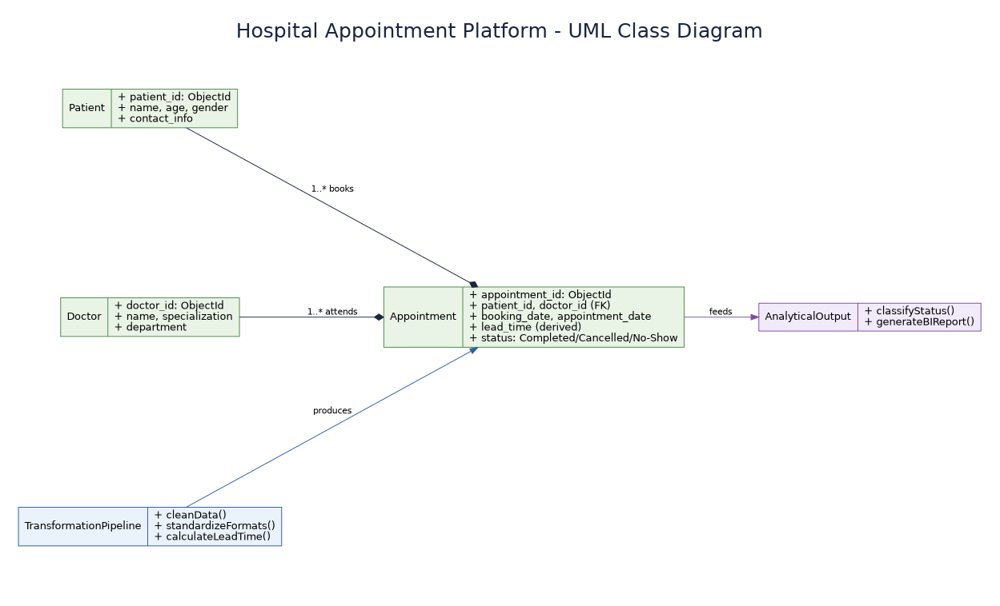 Hospital Appointment Platform - UML Class Diagram
Patient
+ patient_id: ObjectId
+ name, age, gender
+ contact_info
1..* books
Doctor
+ doctor_id: ObjectId
+ name, specialization
+ department
1..* attends
Appointment
+ appointment_id: ObjectId
+ patient_id, doctor_id (FK)
+ booking_date, appointment_date
+ lead_time (derived)
+ status: Completed/Cancelled/No-Show
feeds
AnalyticalOutput
+ classifyStatus()
+ generateBIReport()
produces
TransformationPipeline
+ cleanData()
+ standardizeFormats()
+ calculateLeadTime()